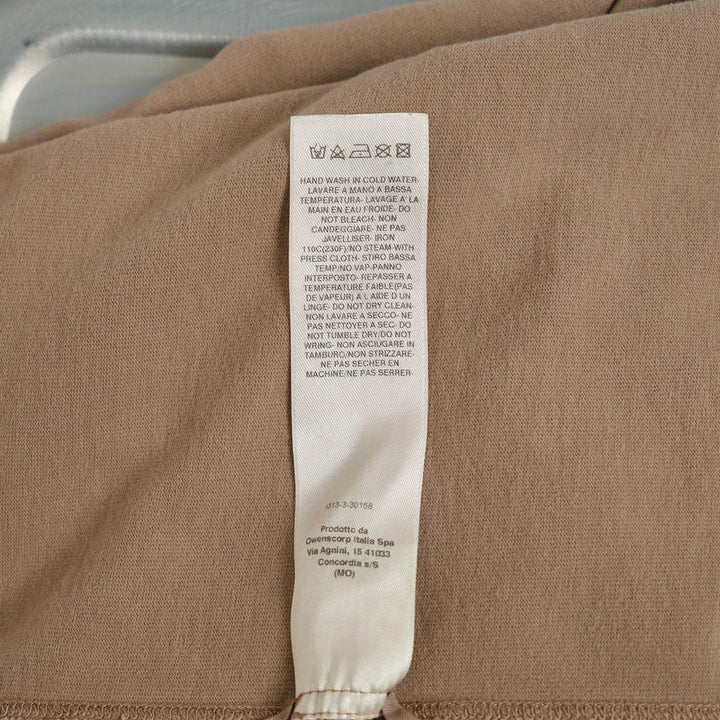 HAND WASH IN COLD WATER-
LAVARE A MANO A BASSA
TEMPERATURA- LAVAGE A LA
MAIN EN EAU FROIDE- DO
NOT BLEACH- NON
CANDEGGIARE- NE PAS
JAVELLISER- IRON
110C(230F)/NO STEAM-WITH
PRESS CLOTH- STIRO BASSA
TEMP/NO VAP-PANNO
INTERPOSTO- REPASSER A
TEMPERATURE FAIBLE(PAS
DE VAPEUR) A L AIDE D UN
LINGE- DO NOT DRY CLEAN-
NON LAVARE A SECCO- NE
PAS NETTOYER A SEC- DO
NOT TUMBLE DRY/DO NOT
WRING- NON ASCIUGARE IN
TAMBURO/NON STRIZZARE-
NE PAS SECHER EN
MACHINE/NE PAS SERRER-
Prodotto da
Owenscorp Italia Spa
Via Agnini, 15 41033
Concordia s/S
(MO)